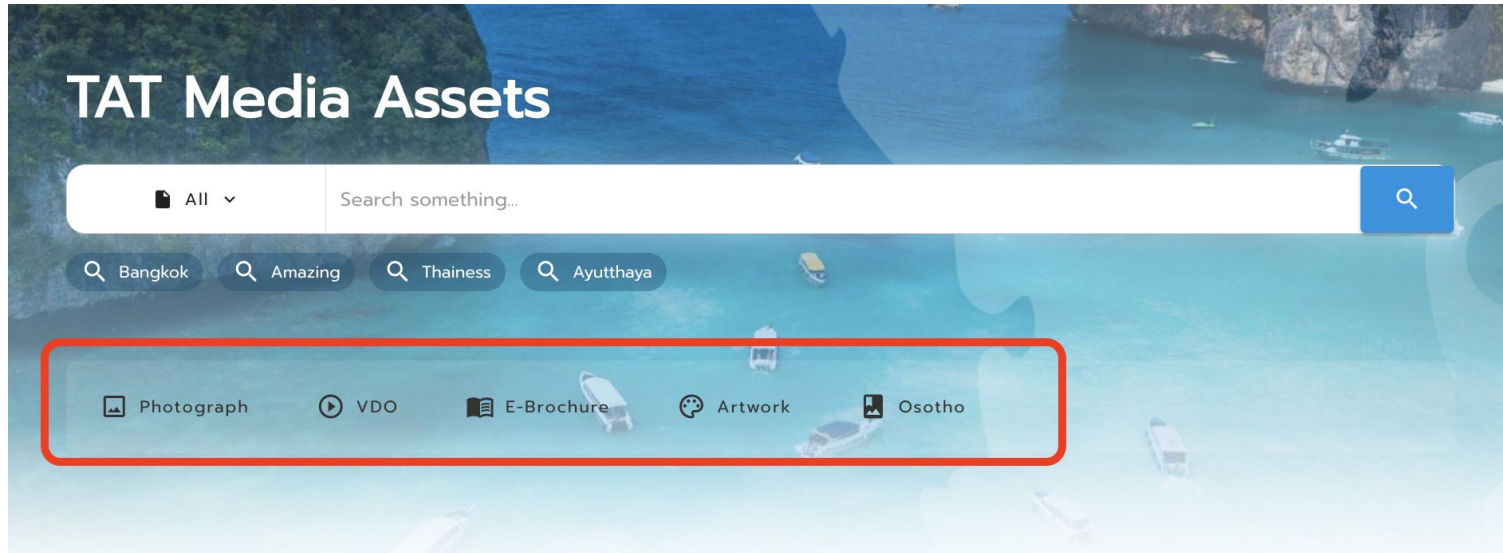 TAT Media Assets
All
Search something...
Bangkok Amazing Thainess Ayutthaya
Photograph VDO E-Brochure Artwork Osotho